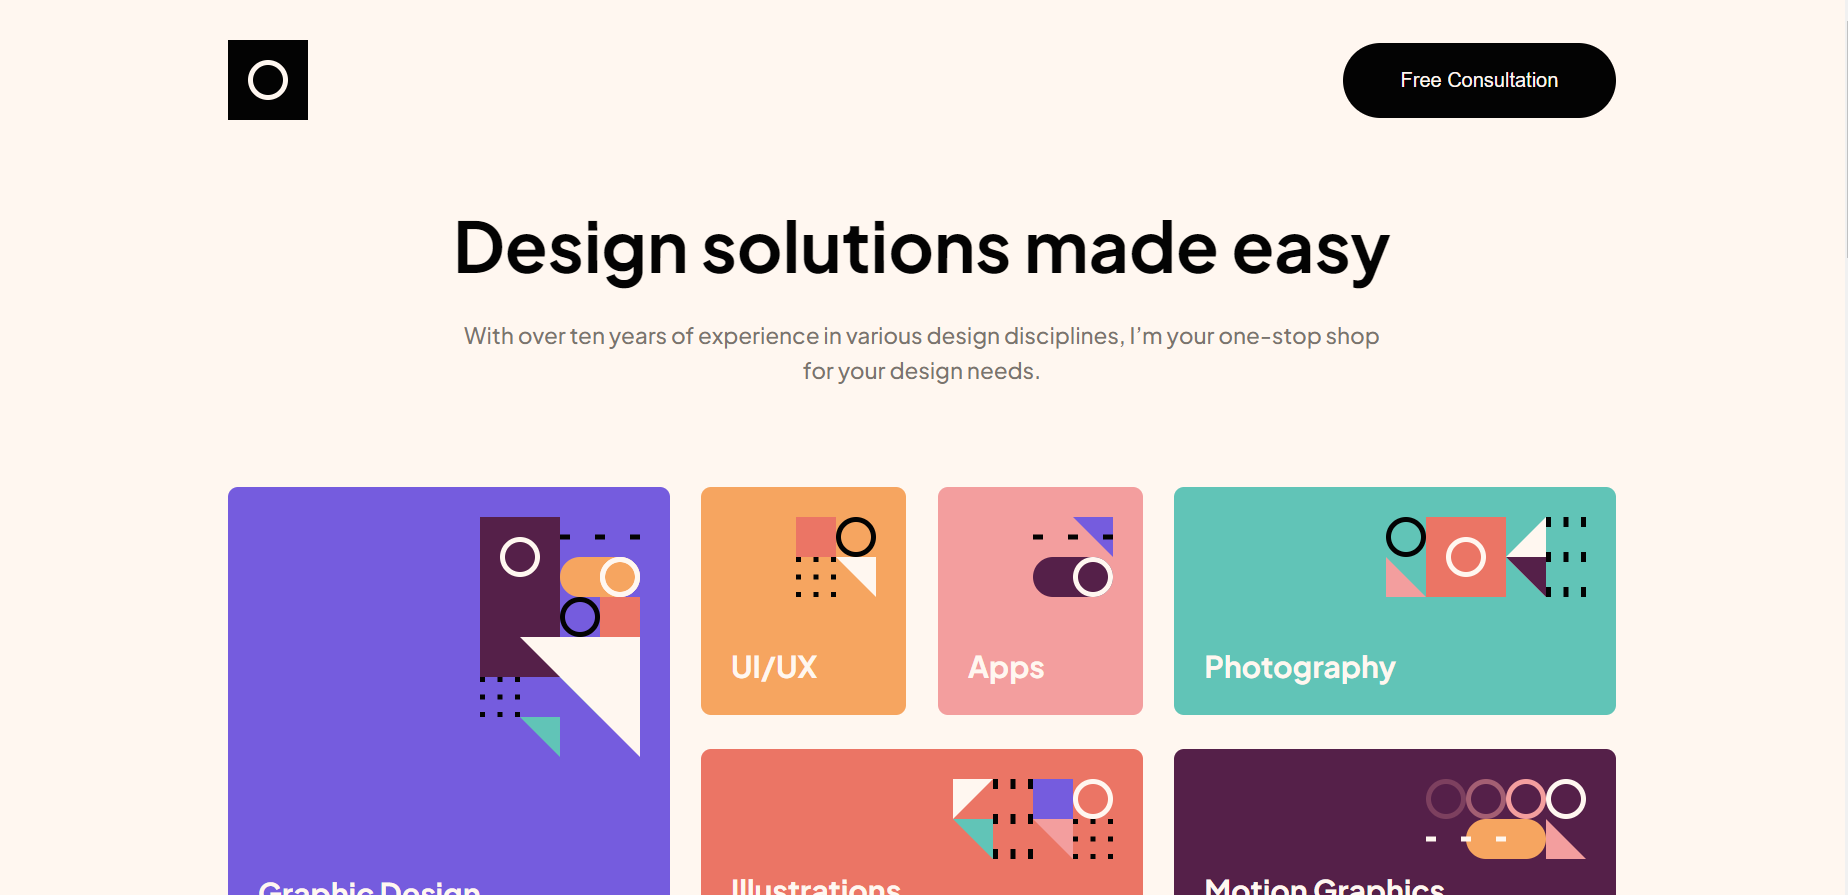 Free Consultation
Design solutions made easy
With over ten years of experience in various design disciplines, I’m your one-stop shop
for your design needs.
UI/UX
Apps
Photography
Graphic Design
Illustrations
Motion Graphics